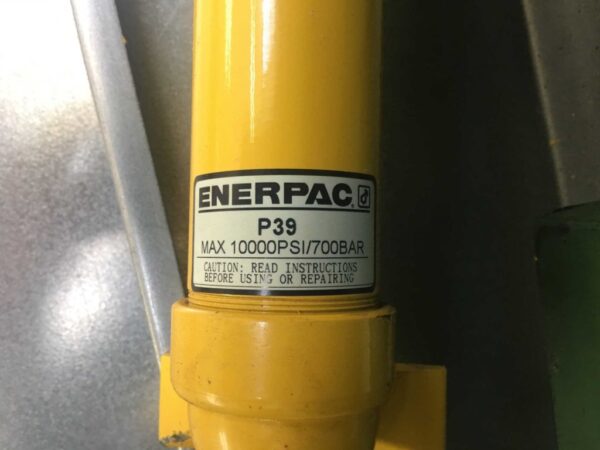 ENERPAC®
P39
MAX 10000PSI/700BAR
CAUTION: READ INSTRUCTIONS
BEFORE USING OR REPAIRING